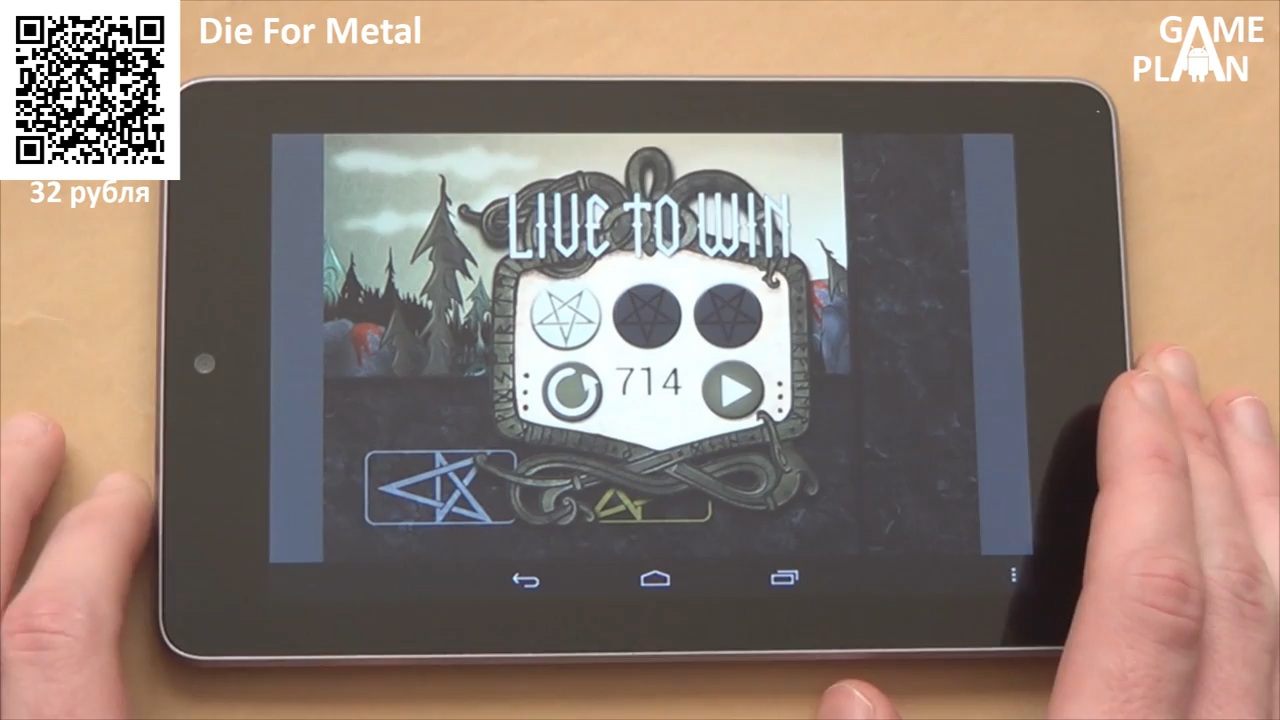 Die For Metal
GAME
PLAN
32 рубля
LIVE TO WIN
714